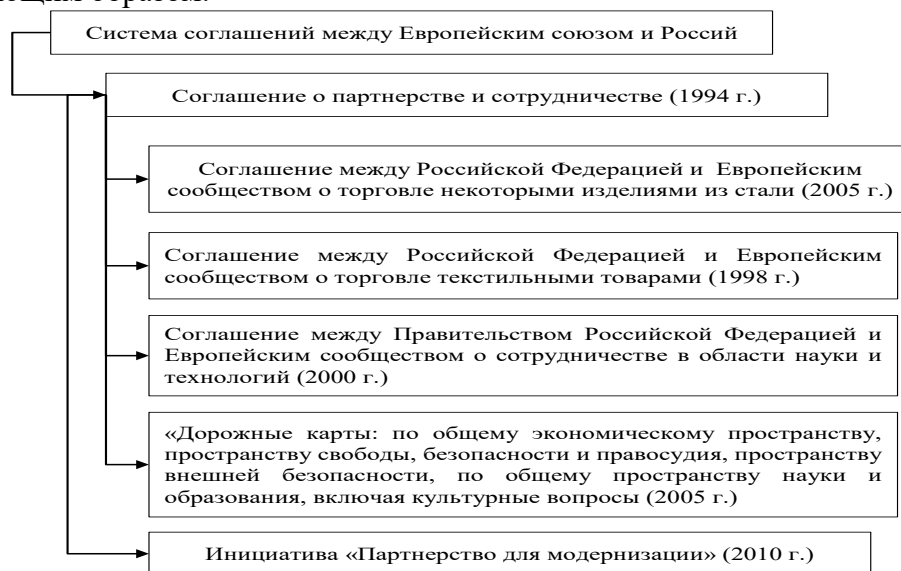 ющим образом.
Система соглашений между Европейским союзом и Россий
Соглашение о партнерстве и сотрудничестве (1994 г.)
Соглашение между Российской Федерацией и Европейским
сообществом о торговле некоторыми изделиями из стали (2005 г.)
Соглашение между Российской Федерацией и Европейским
сообществом о торговле текстильными товарами (1998 г.)
Соглашение между Правительством Российской Федерацией и
Европейским сообществом о сотрудничестве в области науки и
технологий (2000 г.)
«Дорожные карты: по общему экономическому пространству,
пространству свободы, безопасности и правосудия, пространству
внешней безопасности, по общему пространству науки и
образования, включая культурные вопросы (2005 г.)
Инициатива «Партнерство для модернизации» (2010 г.)